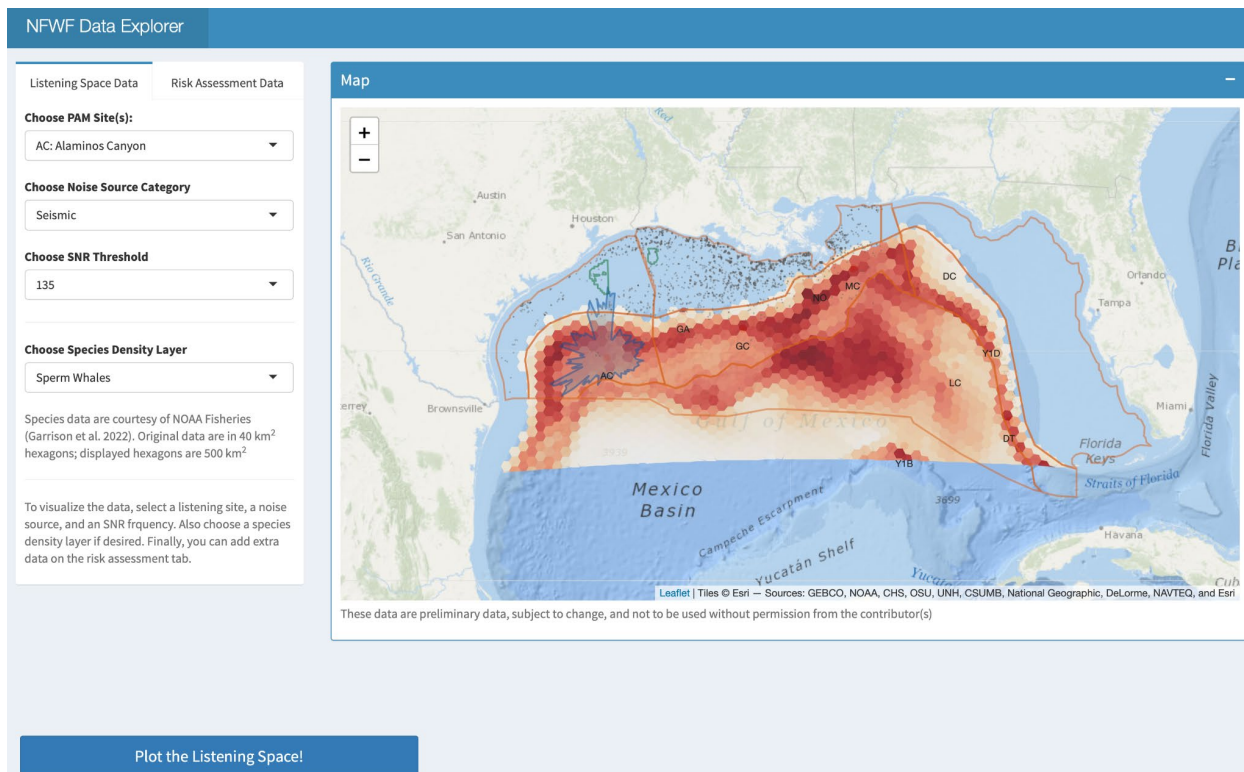 NFWF Data Explorer
Listening Space Data
Risk Assessment Data
Choose PAM Site(s):
AC: Alaminos Canyon
Choose Noise Source Category
Seismic
Choose SNR Threshold
135
Choose Species Density Layer
Sperm Whales
Species data are courtesy of NOAA Fisheries
(Garrison et al. 2022). Original data are in 40 km²
hexagons; displayed hexagons are 500 km²
To visualize the data, select a listening site, a noise
source, and an SNR frquency. Also choose a species
density layer if desired. Finally, you can add extra
data on the risk assessment tab.
Plot the Listening Space!
Map
−
+
−
Red
Austin
Houston
San Antonio
Rio Grande
Brownsville
Orlando
Tampa
Miami
Florida Valley
Florida
Keys
Straits of Florida
Havana
DC
MC
NO
GA
GC
AC
Y1D
LC
DT
Y1B
Gulf of Mexico
3939
Mexico
Basin
3699
Campeche Escarpment
Yucatán Shelf
Leaflet | Tiles © Esri — Sources: GEBCO, NOAA, CHS, OSU, UNH, CSUMB, National Geographic, DeLorme, NAVTEQ, and Esri
These data are preliminary data, subject to change, and not to be used without permission from the contributor(s)